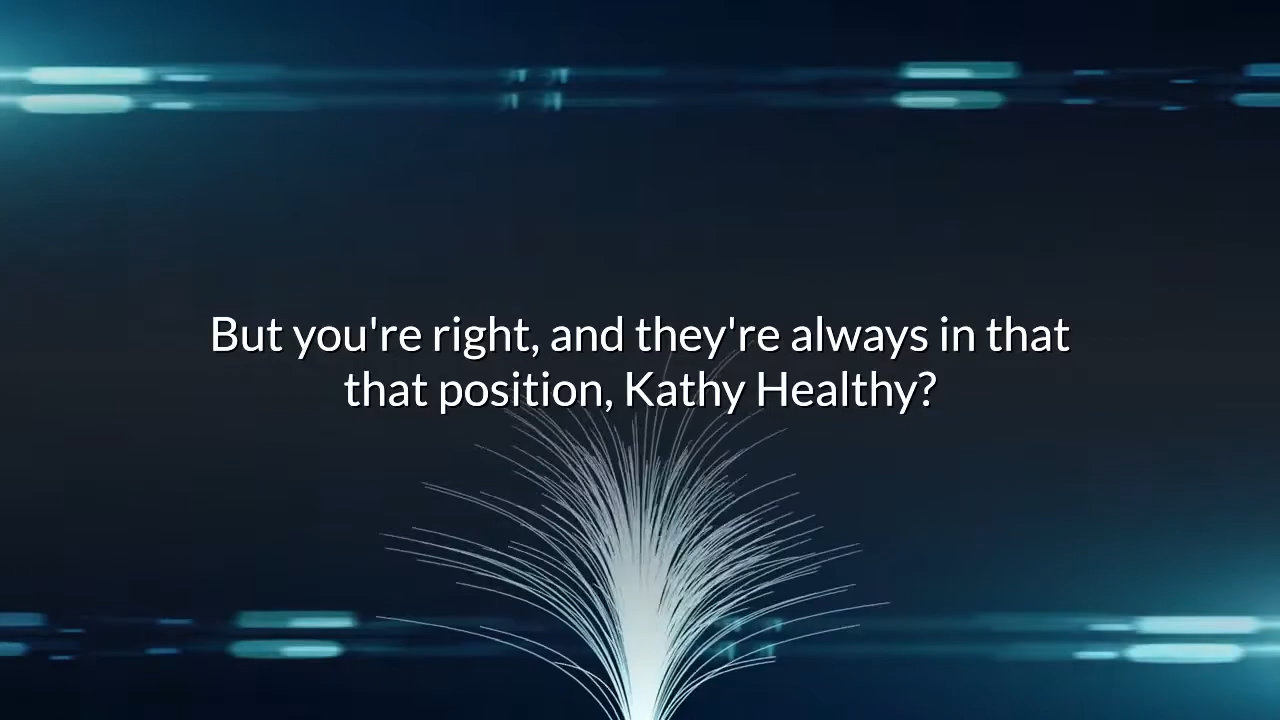 But you're right, and they're always in that
that position, Kathy Healthy?